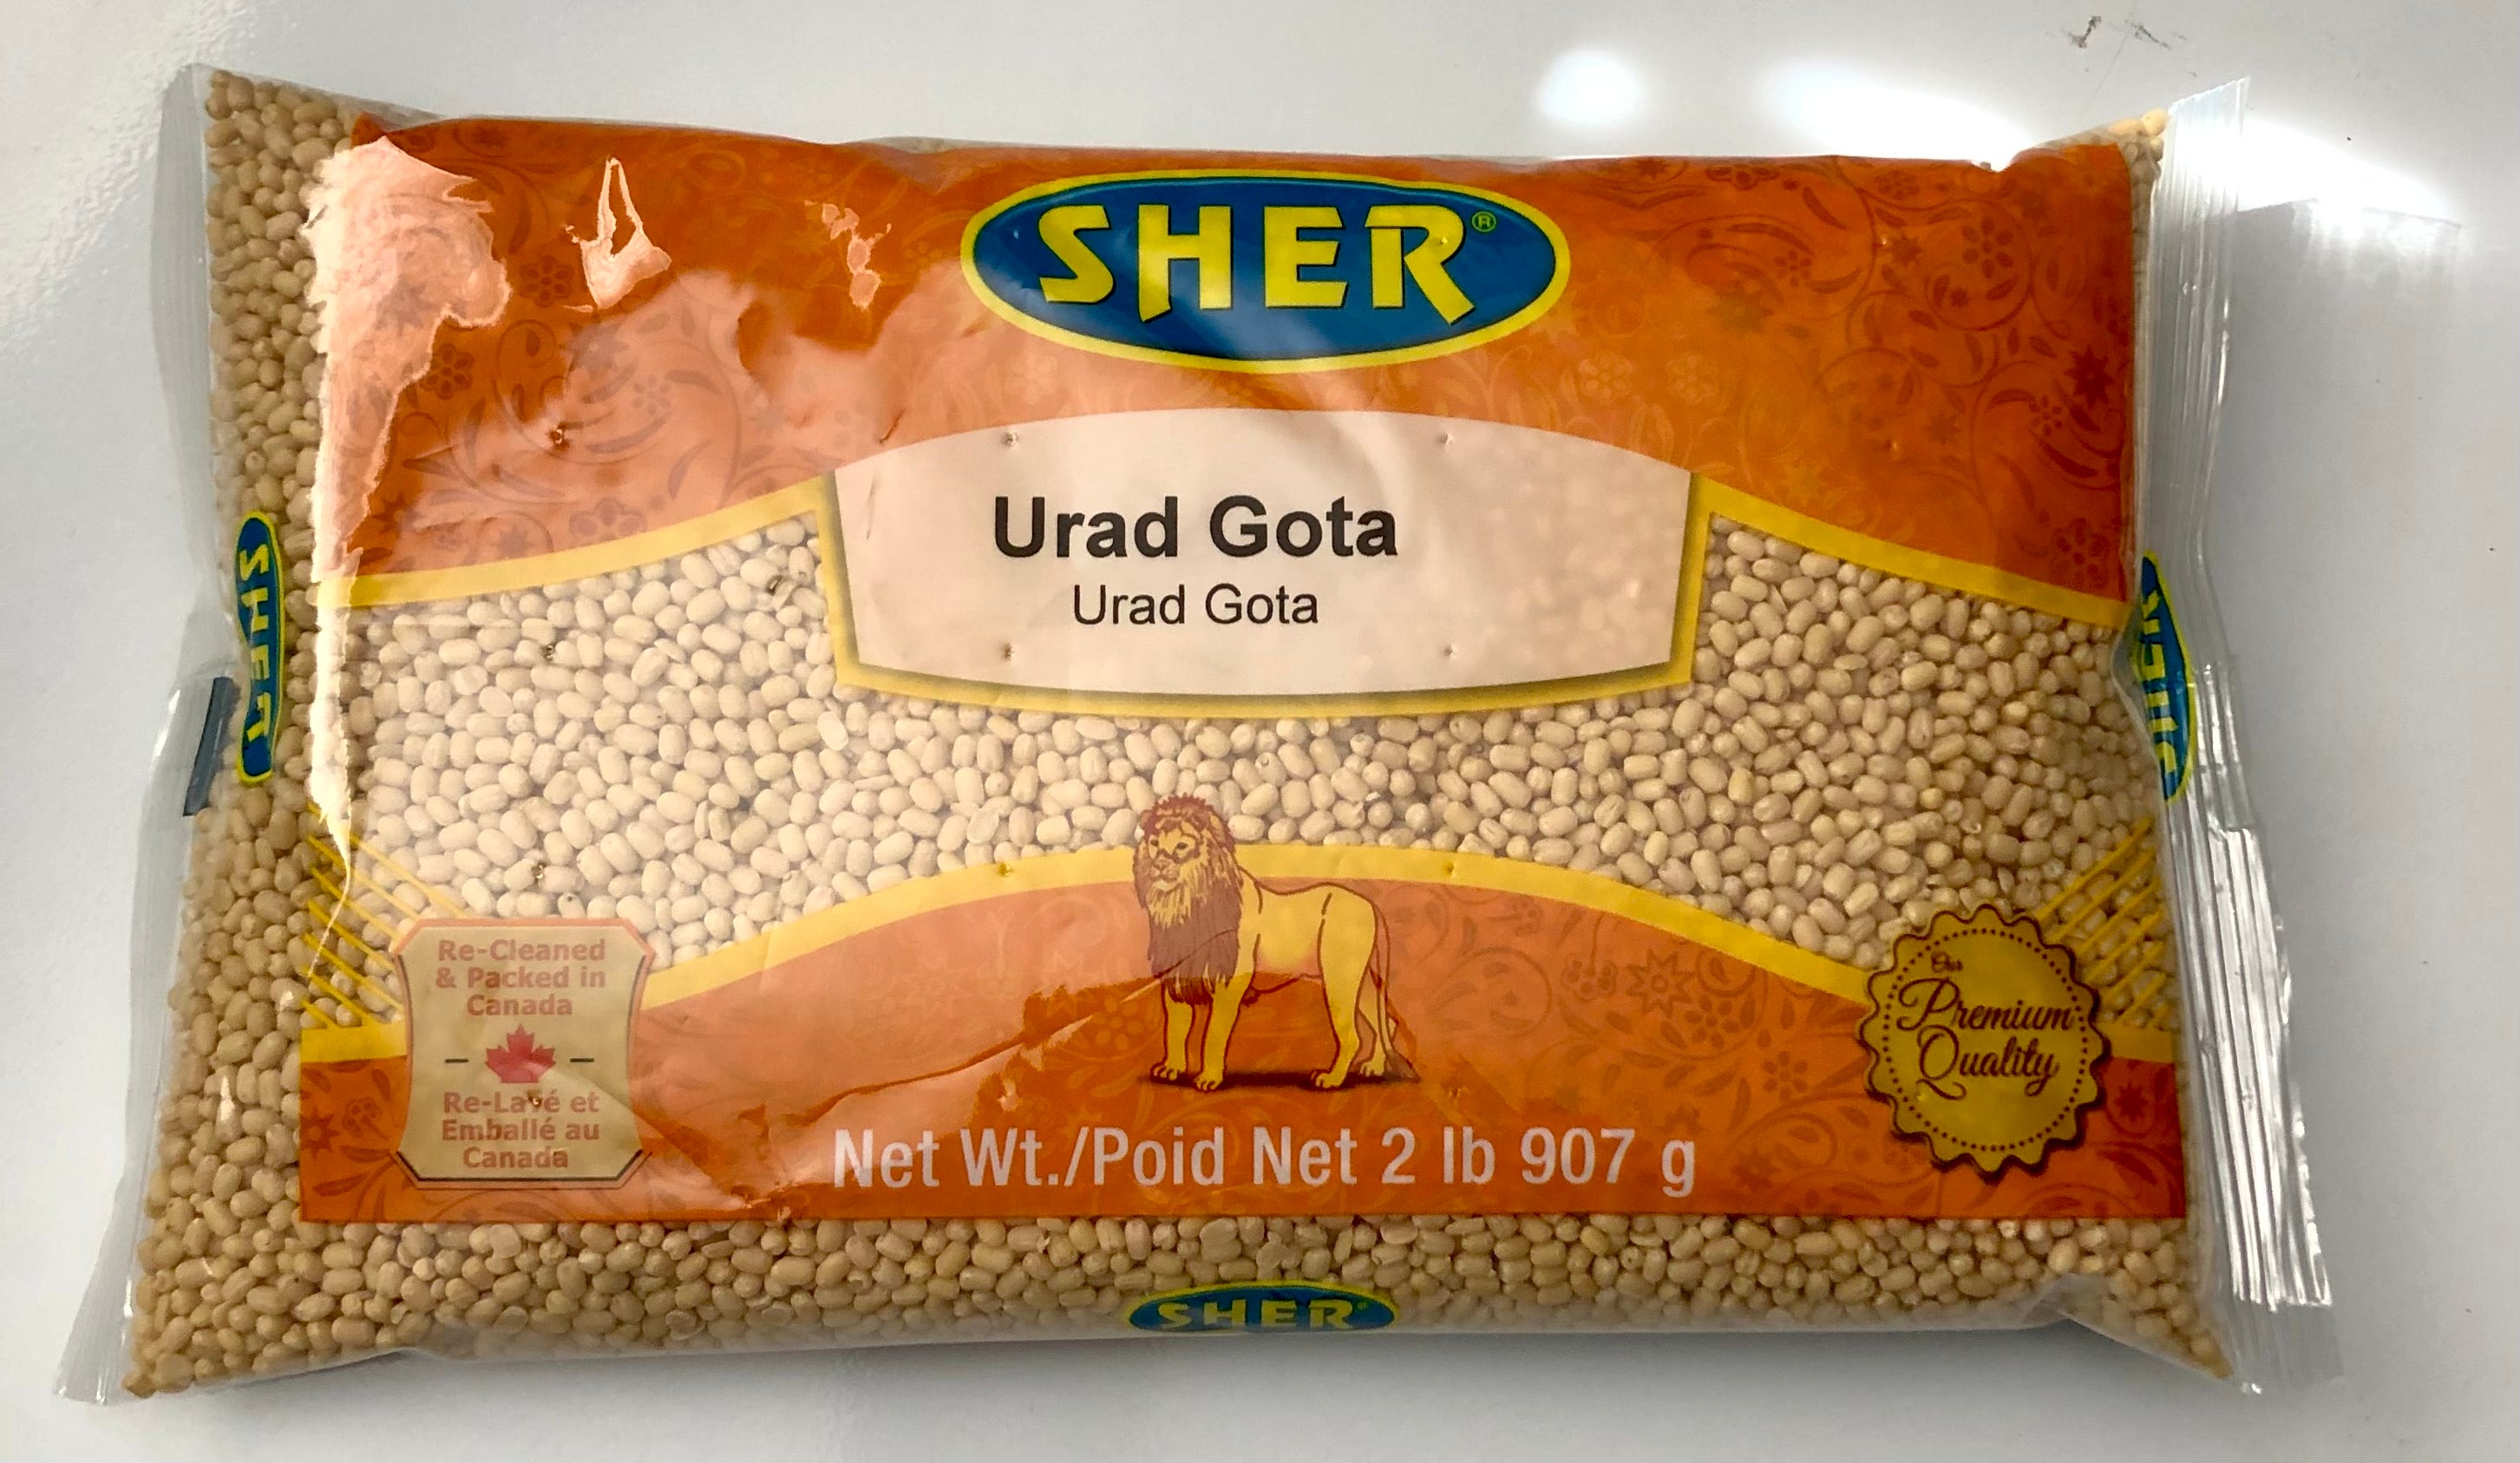 SHER®
Urad Gota
Urad Gota
SHER
SHER
Re-Cleaned
& Packed in
Canada
Re-Lavé et
Emballé au
Canada
Our
Premium
Quality
Net Wt./Poid Net 2 lb 907 g
SHER